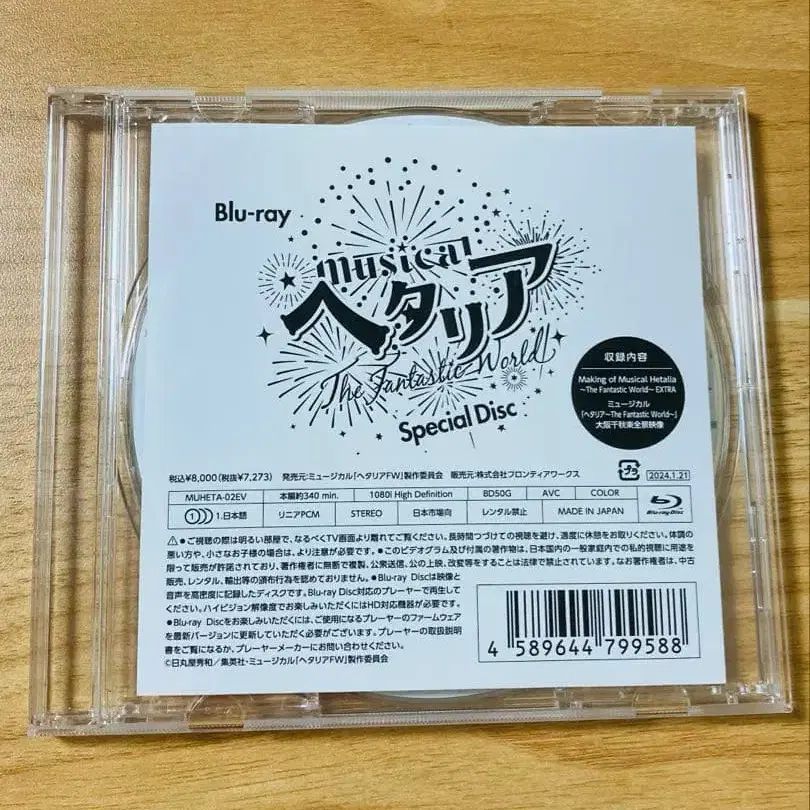 Blu-ray
Musical
ヘタリア
The Fantastic World
Special Disc
収録内容
Making of Musical Hetalia
~The Fantastic World~ EXTRA
ミュージカル
「ヘタリア~The Fantastic World~」
大阪千秋楽全景映像
税込¥8,000(税抜¥7,273) 発売元:ミュージカル「ヘタリアFW」製作委員会 販売元:株式会社フロンティアワークス
プラ
2024.1.21
MUHETA-02EV 本編約340 min. 1080i High Definition BD50G AVC COLOR
Blu-ray Disc
1 1.日本語 リニアPCM STEREO 日本市場向 レンタル禁止 MADE IN JAPAN
⚠●ご視聴の際は明るい部屋で、なるべくTV画面より離れてご覧ください。長時間つづけての視聴を避け、適度に休憩をお取りください。体調の
悪い方や、小さなお子様の場合は、より注意が必要です。●このビデオグラム及び付属の著作物は、日本国内の一般家庭内での私的視聴に用途を
限って販売が許諾されており、著作権者に無断で複製、公衆送信、公の上映、改変等をすることは法律で禁止されています。なお著作権者は、中古
販売、レンタル、輸出等の頒布行為を認めておりません。●Blu-ray Discは映像と
音声を高密度に記録したディスクです。Blu-ray Disc対応のプレーヤーで再生して
ください。ハイビジョン解像度でお楽しみいただくにはHD対応機器が必要です。
●Blu-ray Discをお楽しみいただくには、ご使用になるプレーヤーのファームウェア
を最新バージョンに更新していただく必要がございます。プレーヤーの取扱説明
書をご覧になるか、プレーヤーメーカーにお問い合わせください。
©日丸屋秀和/集英社・ミュージカル「ヘタリアFW」製作委員会
4 589644 799588